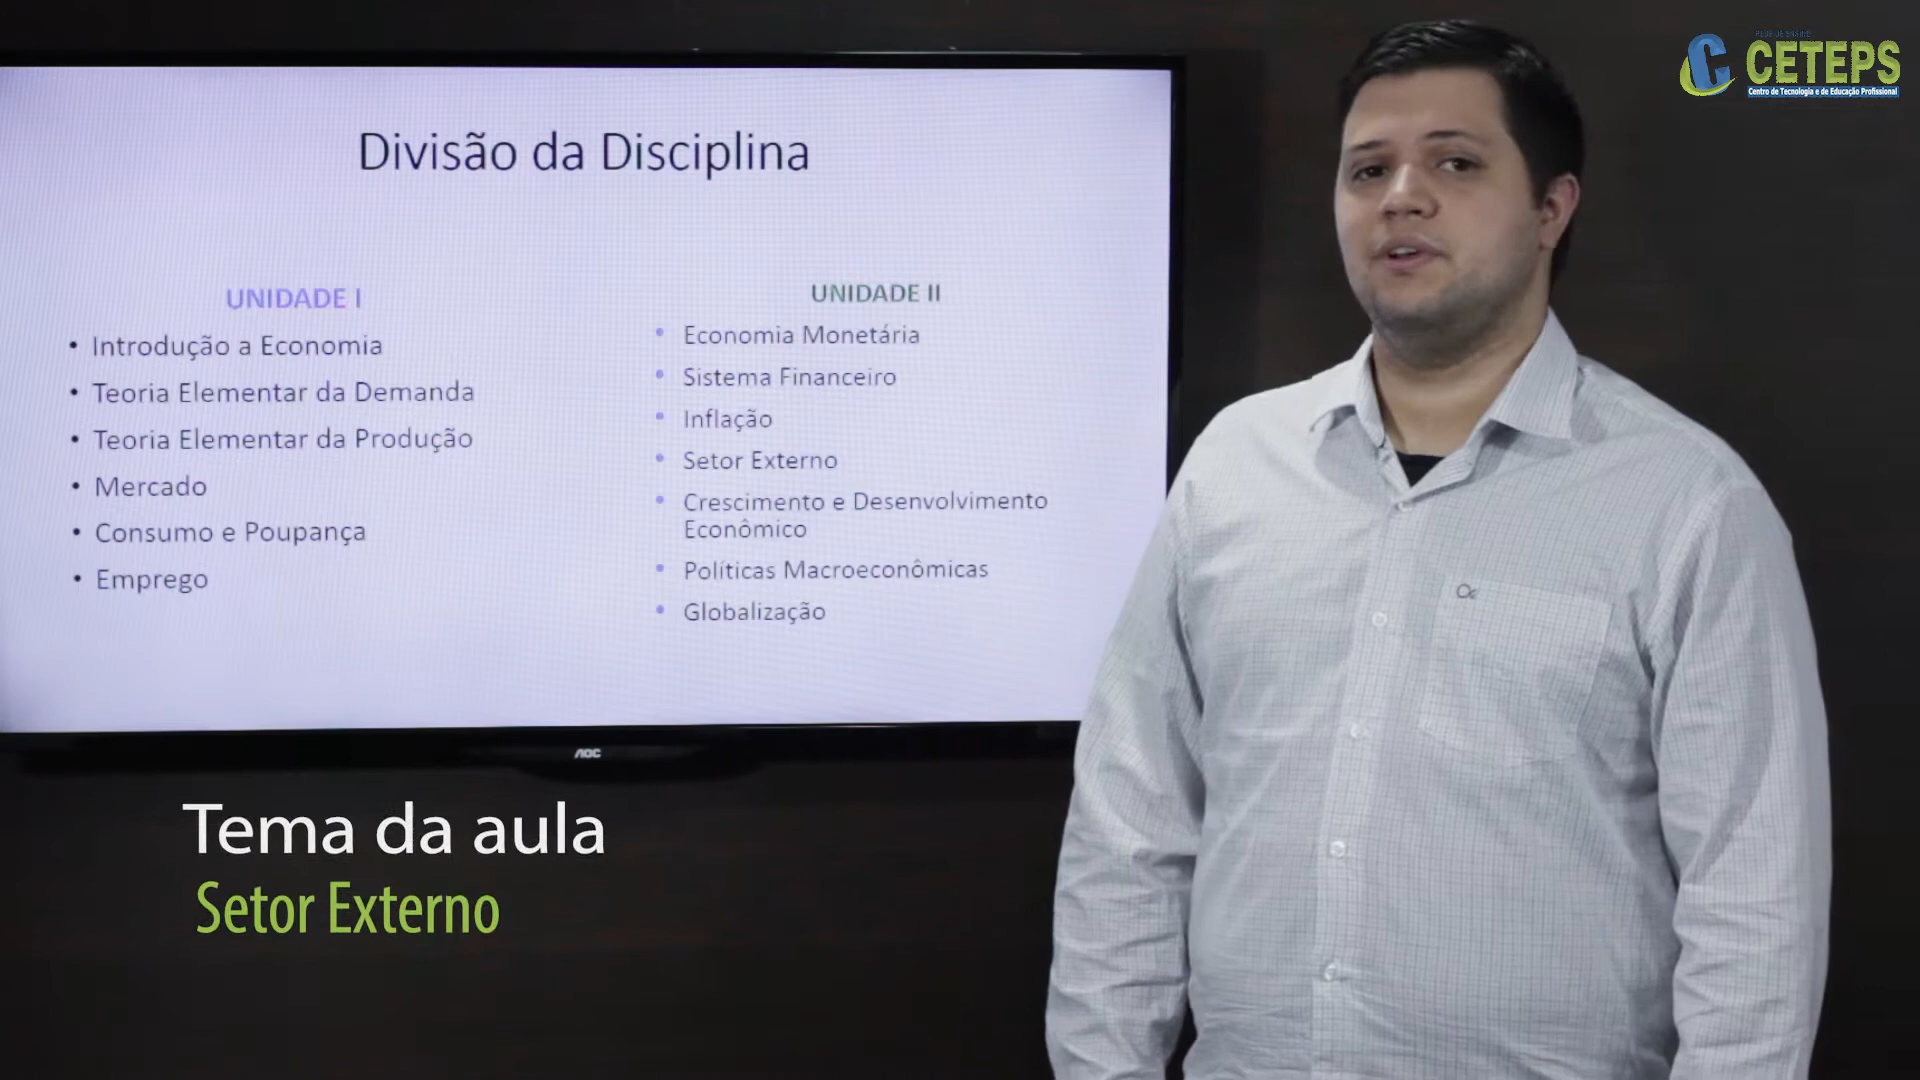 CETEPS
Centro de Tecnologia e de Educação Profissional
Divisão da Disciplina
UNIDADE I
• Introdução a Economia
• Teoria Elementar da Demanda
• Teoria Elementar da Produção
• Mercado
• Consumo e Poupança
• Emprego
UNIDADE II
• Economia Monetária
• Sistema Financeiro
• Inflação
• Setor Externo
• Crescimento e Desenvolvimento
Econômico
• Políticas Macroeconômicas
• Globalização
AOC
Tema da aula
Setor Externo